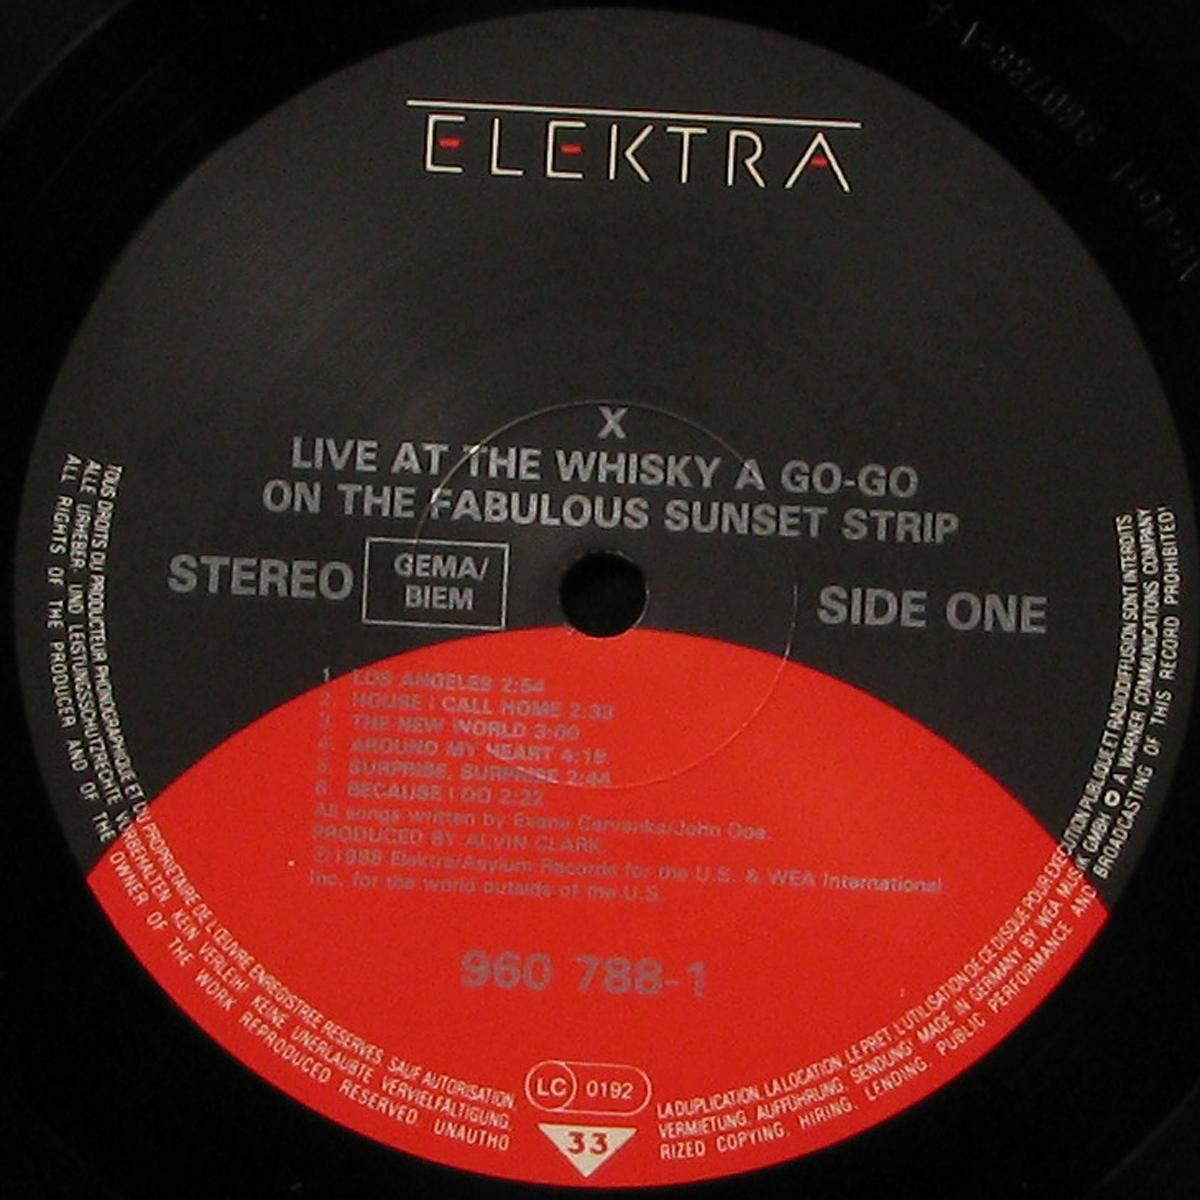 ELEKTRA
X
LIVE AT THE WHISKY A GO-GO
ON THE FABULOUS SUNSET STRIP
STEREO
GEMA/
BIEM
SIDE ONE
1. LOS ANGELES 2:54
2. HOUSE I CALL HOME 2:33
3. THE NEW WORLD 3:00
4. AROUND MY HEART 4:18
5. SURPRISE, SURPRISE 2:44
6. BECAUSE I DO 2:22
All songs written by Exene Cervenka/John Doe.
PRODUCED BY ALVIN CLARK
℗ 1988 Elektra/Asylum Records for the U.S. & WEA International
Inc. for the world outside of the U.S.
960 788-1
LC 0192
33
TOUS DROITS DU PRODUCTEUR PHONOGRAPHIQUE ET DU PROPRIETAIRE DE L'ŒUVRE ENREGISTREE RESERVES. SAUF AUTORISATION LA DUPLICATION, LA LOCATION, LE PRET, L'UTILISATION DE CE DISQUE POUR EXECUTION PUBLIQUE ET RADIODIFFUSION SONT INTERDITS
ALLE URHEBER- UND LEISTUNGSSCHUTZRECHTE VORBEHALTEN. KEIN VERLEIH! KEINE UNERLAUBTE VERVIELFÄLTIGUNG, VERMIETUNG, AUFFÜHRUNG, SENDUNG! MADE IN GERMANY BY WEA MUSIK GMBH A WARNER COMMUNICATIONS COMPANY
ALL RIGHTS OF THE PRODUCER AND OF THE OWNER OF THE WORK REPRODUCED RESERVED. UNAUTHORIZED COPYING, HIRING, LENDING, PUBLIC PERFORMANCE AND BROADCASTING OF THIS RECORD PROHIBITED!